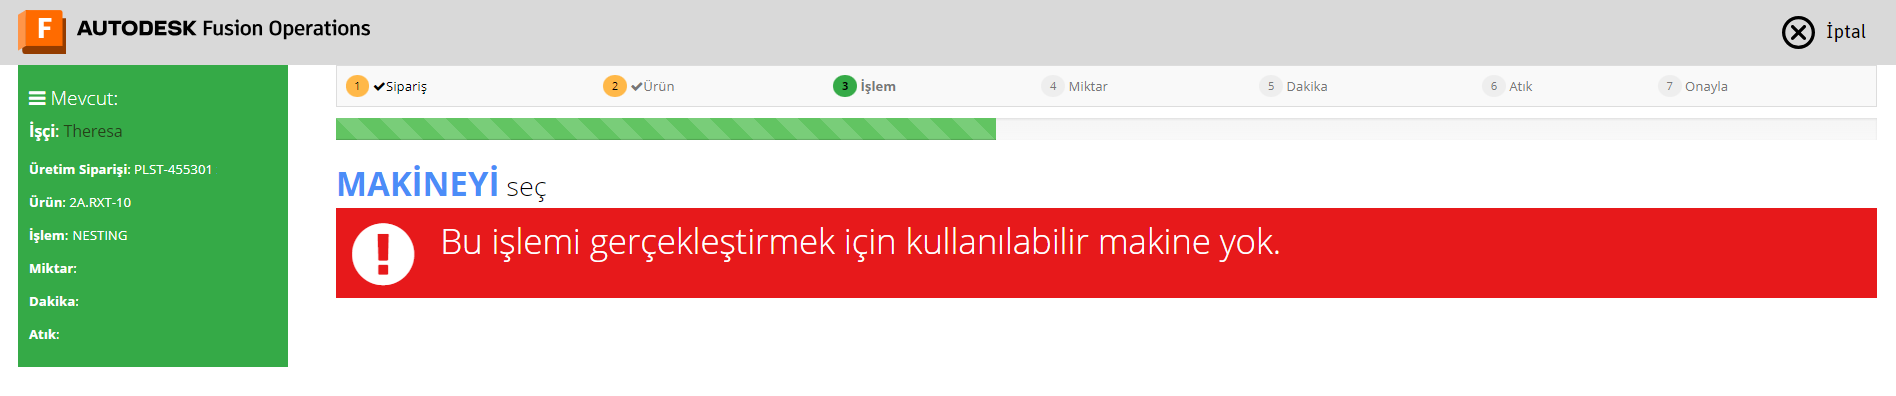 F AUTODESK Fusion Operations
İptal
Mevcut:
İşçi: Theresa
Üretim Siparişi: PLST-455301
Ürün: 2A.RXT-10
İşlem: NESTING
Miktar:
Dakika:
Atık:
1 Sipariş 2 Ürün 3 İşlem 4 Miktar 5 Dakika 6 Atık 7 Onayla
MAKİNEYİ seç
Bu işlemi gerçekleştirmek için kullanılabilir makine yok.